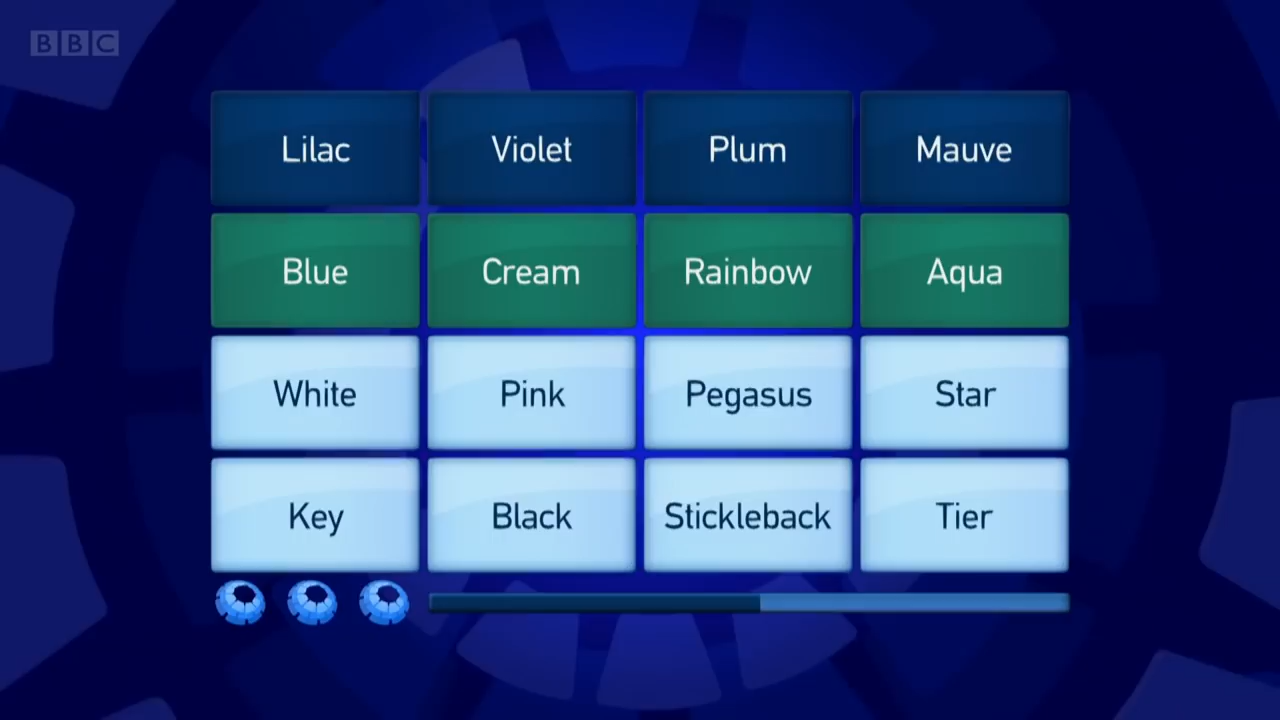 BBC
Lilac Violet Plum Mauve
Blue Cream Rainbow Aqua
White Pink Pegasus Star
Key Black Stickleback Tier